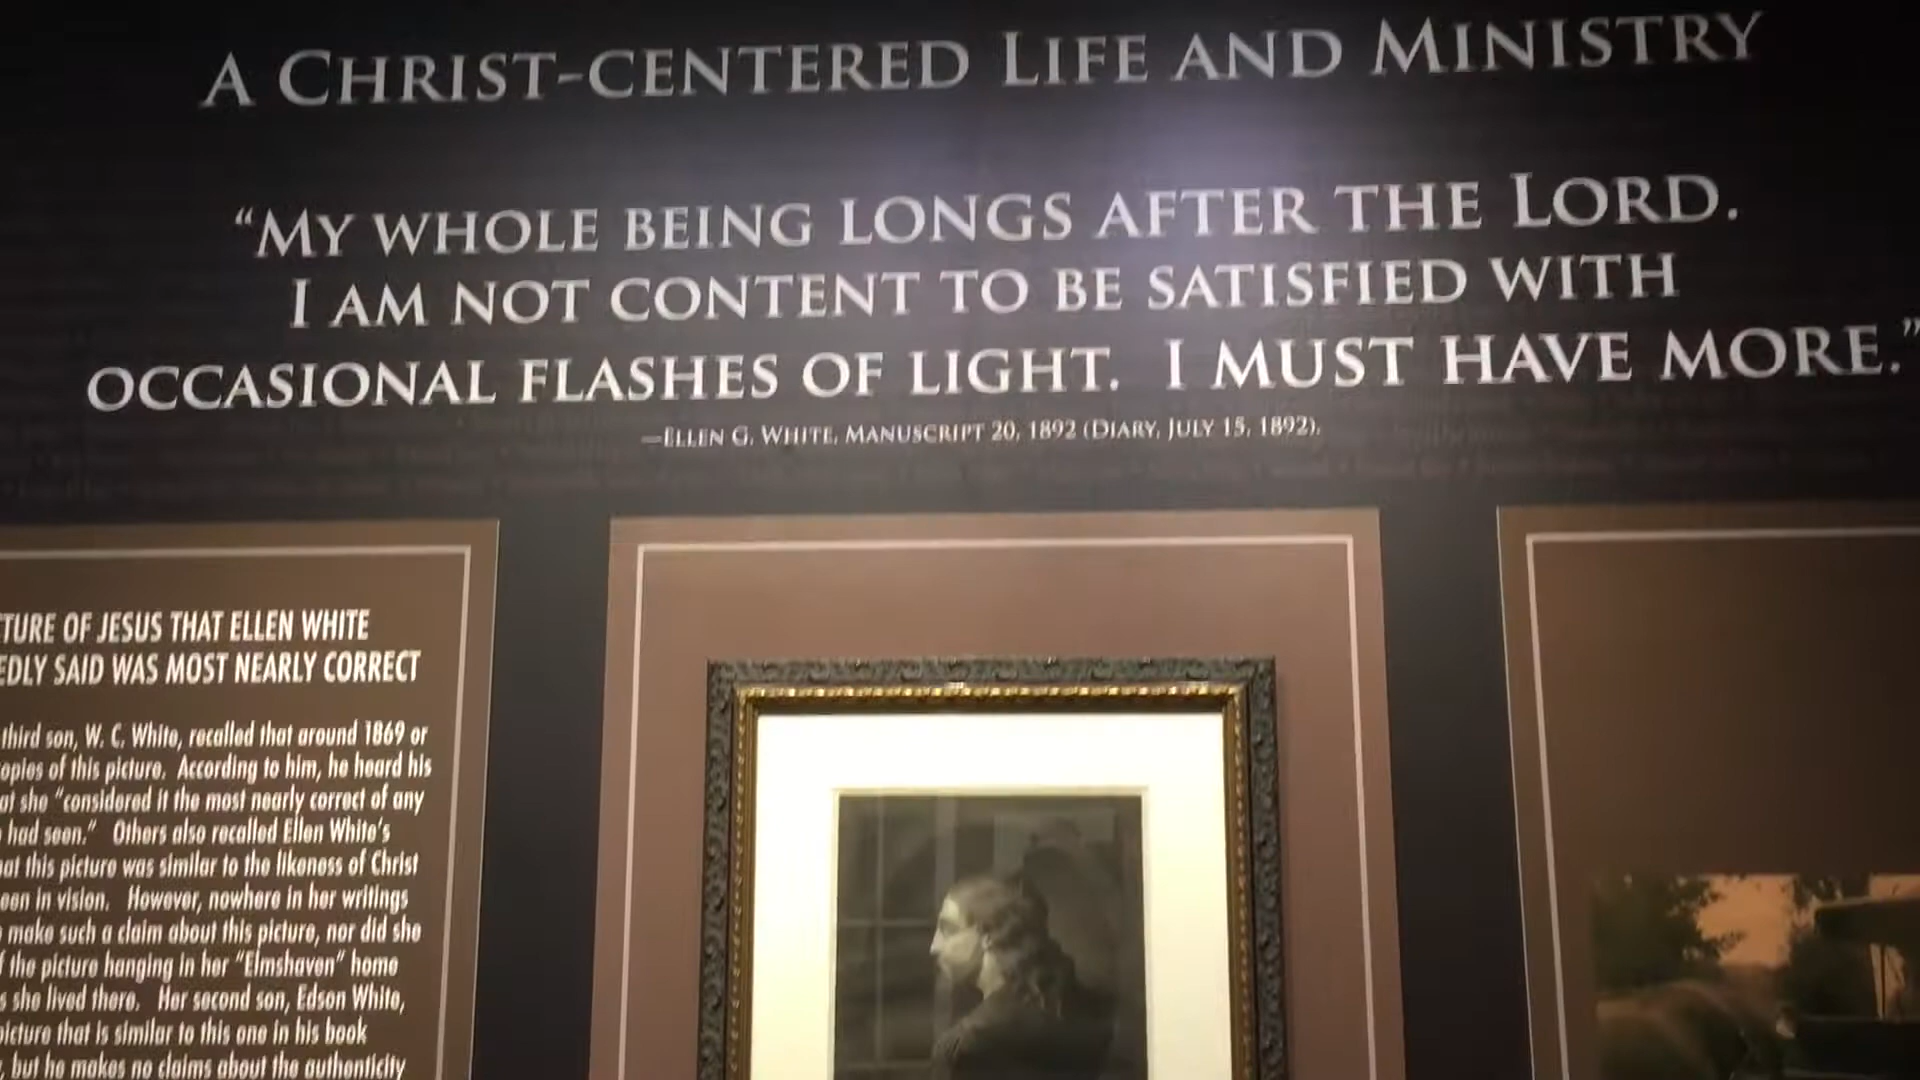 A CHRIST-CENTERED LIFE AND MINISTRY
“MY WHOLE BEING LONGS AFTER THE LORD.
I AM NOT CONTENT TO BE SATISFIED WITH
OCCASIONAL FLASHES OF LIGHT. I MUST HAVE MORE.”
—ELLEN G. WHITE, MANUSCRIPT 20, 1892 (DIARY, JULY 15, 1892).
OF JESUS THAT ELLEN WHITE
SAID WAS MOST NEARLY CORRECT
third son, W. C. White, recalled that around 1869 or
of this picture. According to him, he heard his
she “considered it the most nearly correct of any
had seen.” Others also recalled Ellen White’s
this picture was similar to the likeness of Christ
in vision. However, nowhere in her writings
make such a claim about this picture, nor did she
the picture hanging in her “Elmshaven” home
she lived there. Her second son, Edson White,
picture that is similar to this one in his book
but he makes no claims about the authenticity